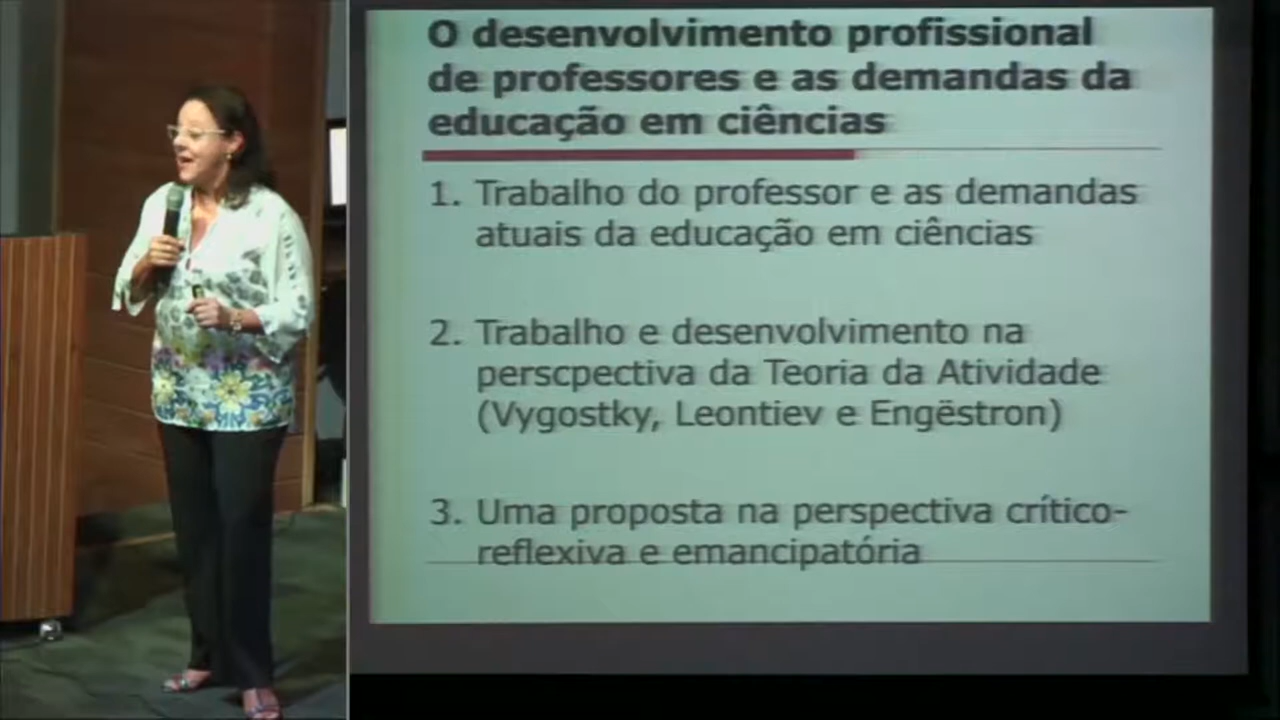 O desenvolvimento profissional
de professores e as demandas da
educação em ciências
1. Trabalho do professor e as demandas
atuais da educação em ciências
2. Trabalho e desenvolvimento na
perscpectiva da Teoria da Atividade
(Vygostky, Leontiev e Engëstron)
3. Uma proposta na perspectiva crítico-
reflexiva e emancipatória